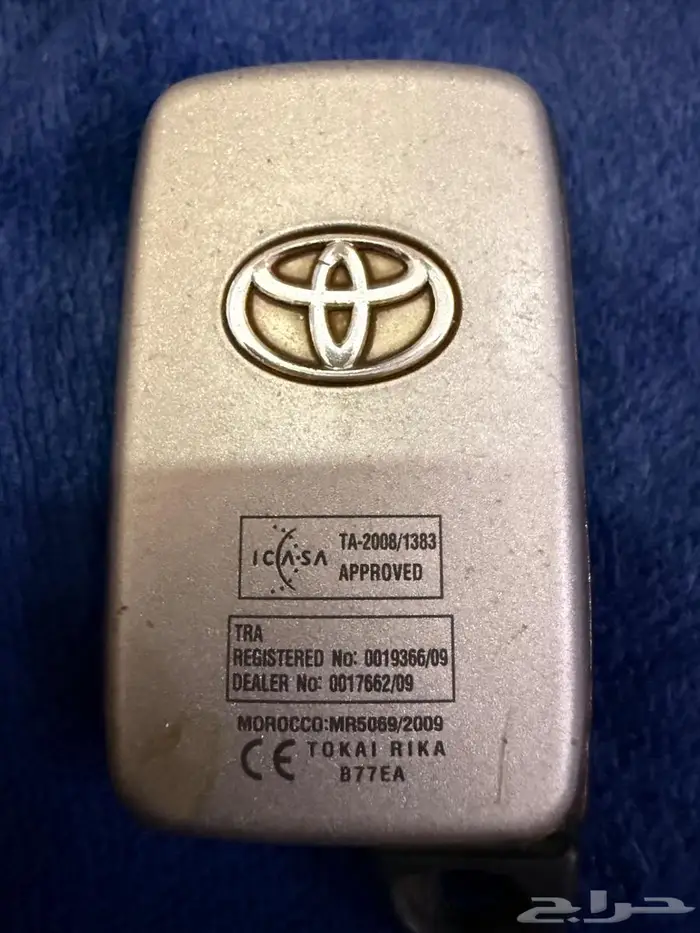 ICASA TA-2008/1383
APPROVED
TRA
REGISTERED No: 0019366/09
DEALER No: 0017662/09
MOROCCO:MR5069/2009
CE TOKAI RIKA
B77EA
حراج